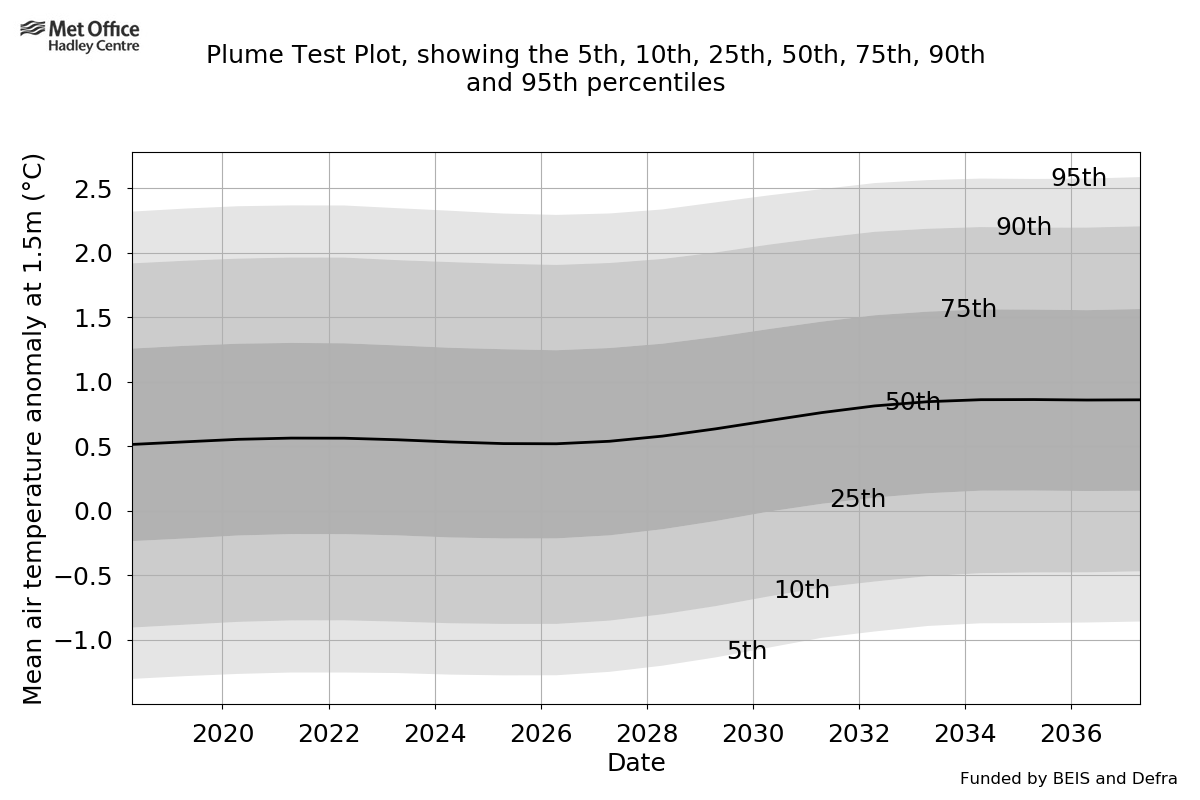 Met Office
Hadley Centre
Plume Test Plot, showing the 5th, 10th, 25th, 50th, 75th, 90th
and 95th percentiles
Mean air temperature anomaly at 1.5m (°C)
2.5
2.0
1.5
1.0
0.5
0.0
−0.5
−1.0
95th
90th
75th
50th
25th
10th
5th
2020 2022 2024 2026 2028 2030 2032 2034 2036
Date
Funded by BEIS and Defra